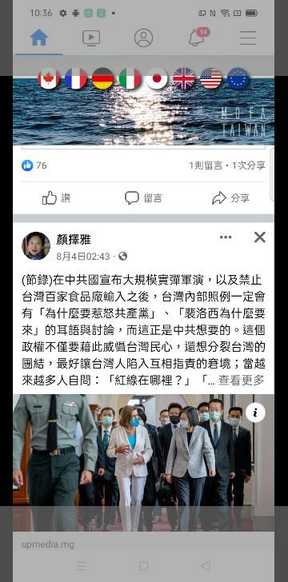 10:36
14
MOFA
TAIWAN
76
1則留言・1次分享
讚
留言
分享
顏擇雅
8月4日02:43
(節錄)在中共國宣布大規模實彈軍演，以及禁止
台灣百家食品廠輸入之後，台灣內部照例一定會
有「為什麼要惹怒共產黨」、「裴洛西為什麼要
來」的耳語與討論，而這正是中共想要的。這個
政權不僅要藉此威嚇台灣民心，還想分裂台灣的
團結，最好讓台灣人陷入互相指責的窘境；當越
來越多人自問：「紅線在哪裡？」「... 查看更多
upmedia.mg